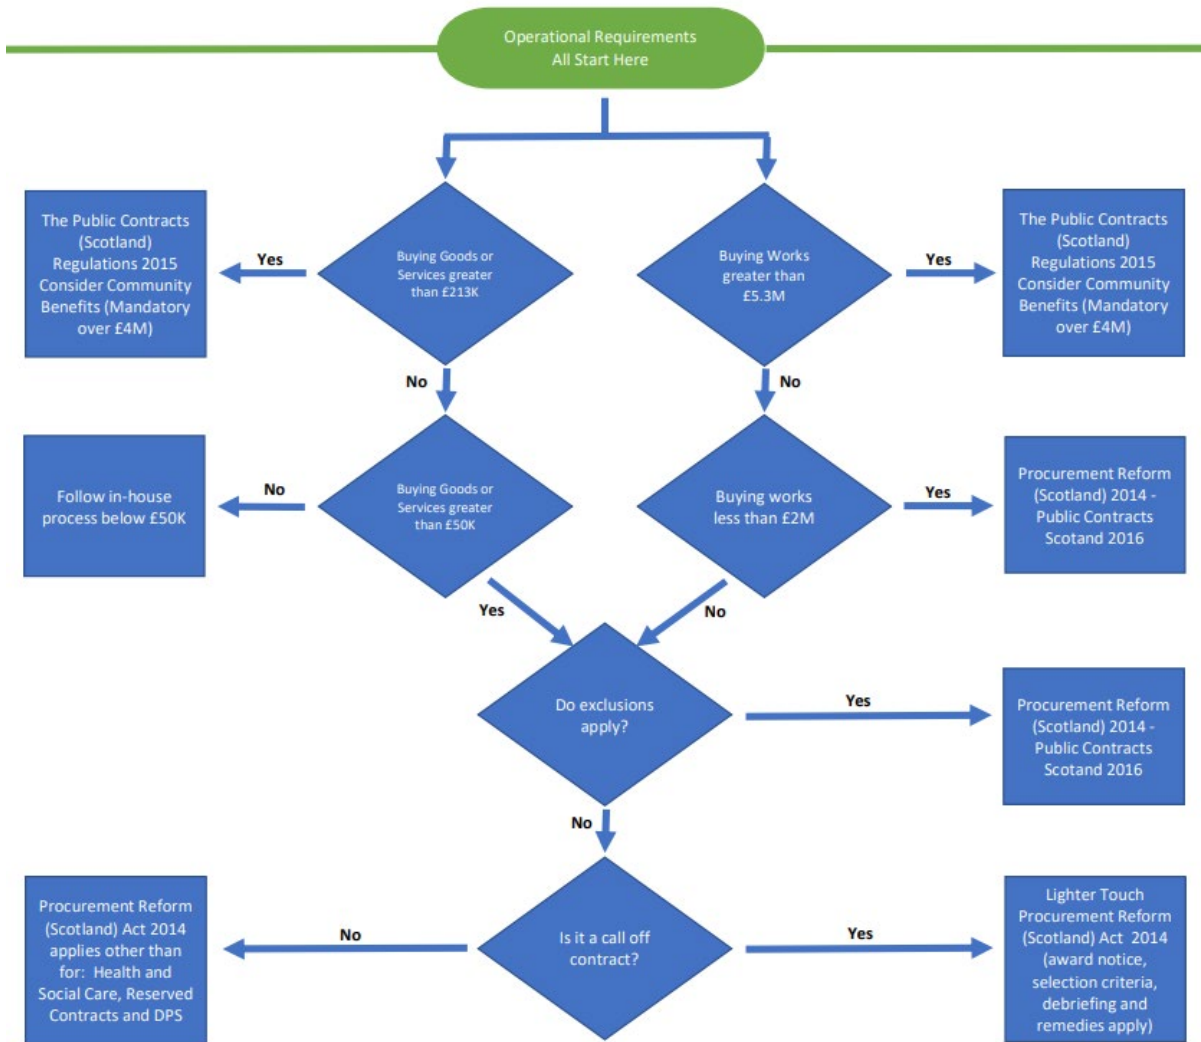 Operational Requirements
All Start Here
The Public Contracts
(Scotland)
Regulations 2015
Consider Community
Benefits (Mandatory
over £4M)
Yes
Buying Goods or
Services greater
than £213K
Buying Works
greater than
£5.3M
Yes
The Public Contracts
(Scotland)
Regulations 2015
Consider Community
Benefits (Mandatory
over £4M)
No
No
Follow in-house
process below £50K
No
Buying Goods or
Services greater
than £50K
Buying works
less than £2M
Yes
Procurement Reform
(Scotland) 2014 -
Public Contracts
Scotand 2016
Yes
No
Do exclusions
apply?
Yes
Procurement Reform
(Scotland) 2014 -
Public Contracts
Scotand 2016
No
Procurement Reform
(Scotland) Act 2014
applies other than
for: Health and
Social Care, Reserved
Contracts and DPS
No
Is it a call off
contract?
Yes
Lighter Touch
Procurement Reform
(Scotland) Act 2014
(award notice,
selection criteria,
debriefing and
remedies apply)